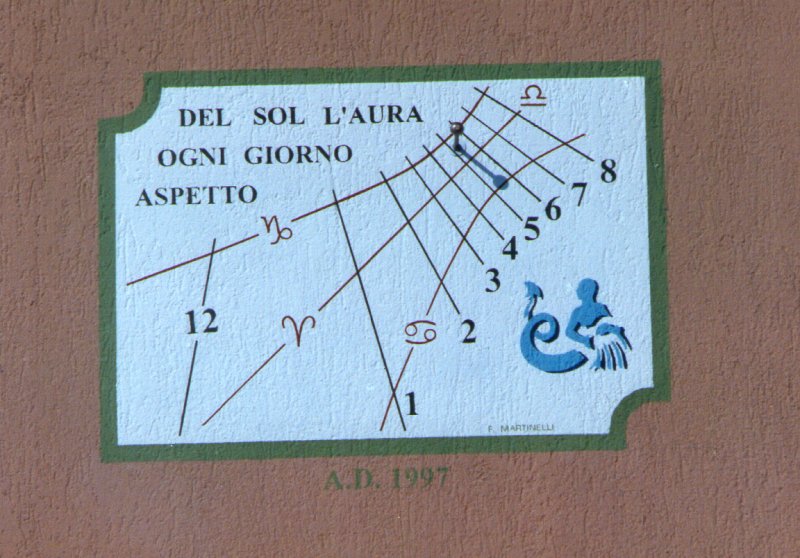 DEL SOL L'AURA
OGNI GIORNO
ASPETTO
♎
8
7
6
5
4
3
♑
12
♈
♋
2
1
F. MARTINELLI
A.D. 1997